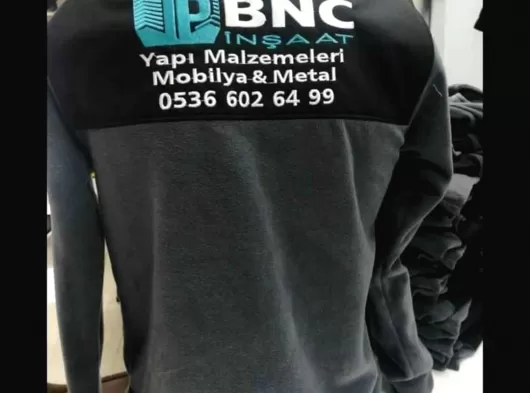 BNC
İNŞAAT
Yapı Malzemeleri
Mobilya & Metal
0536 602 64 99